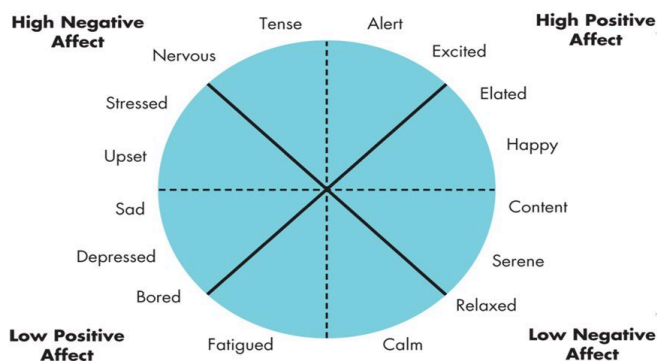 High Negative
Affect
Tense
Alert
High Positive
Affect
Nervous
Excited
Stressed
Elated
Upset
Happy
Sad
Content
Depressed
Serene
Bored
Relaxed
Low Positive
Affect
Fatigued
Calm
Low Negative
Affect